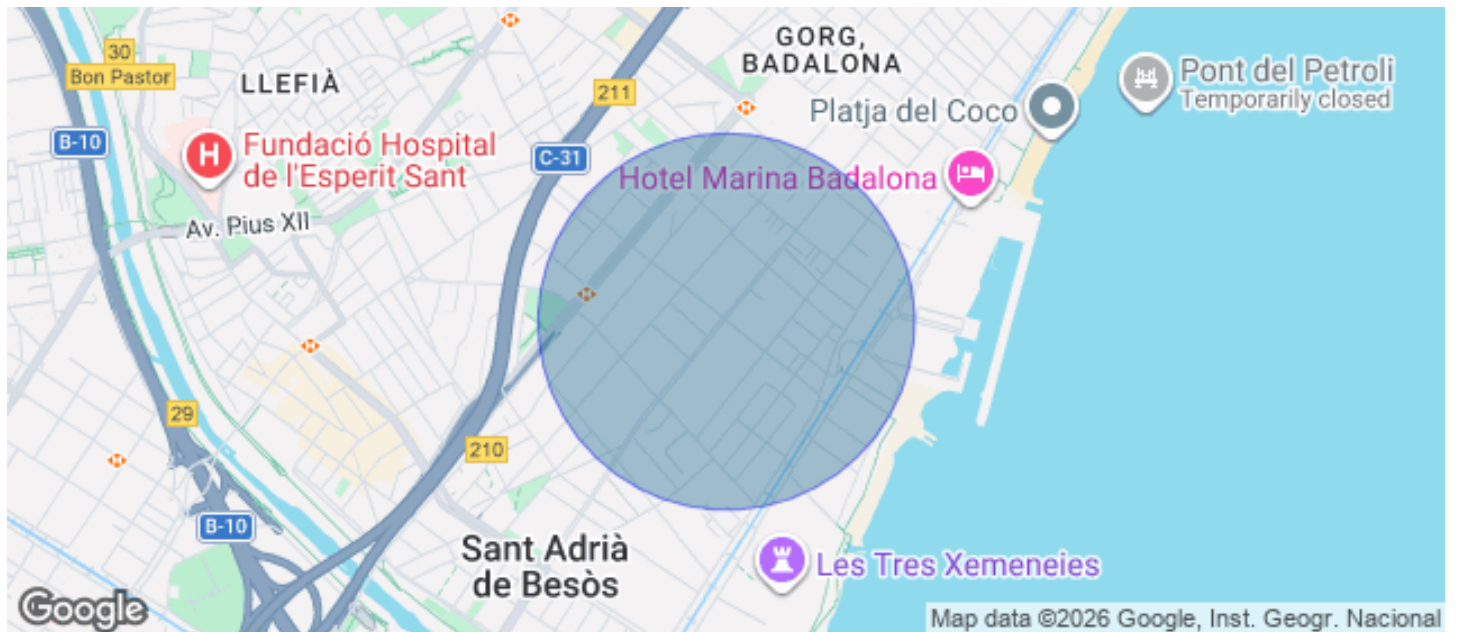 30
Bon Pastor
LLEFIÀ
GORG,
BADALONA
211
Platja del Coco
Pont del Petroli
Temporarily closed
B-10
H
Fundació Hospital
de l'Esperit Sant
C-31
Hotel Marina Badalona
Av. Pius XII
29
210
B-10
Sant Adrià
de Besòs
Les Tres Xemeneies
Google
Map data ©2026 Google, Inst. Geogr. Nacional